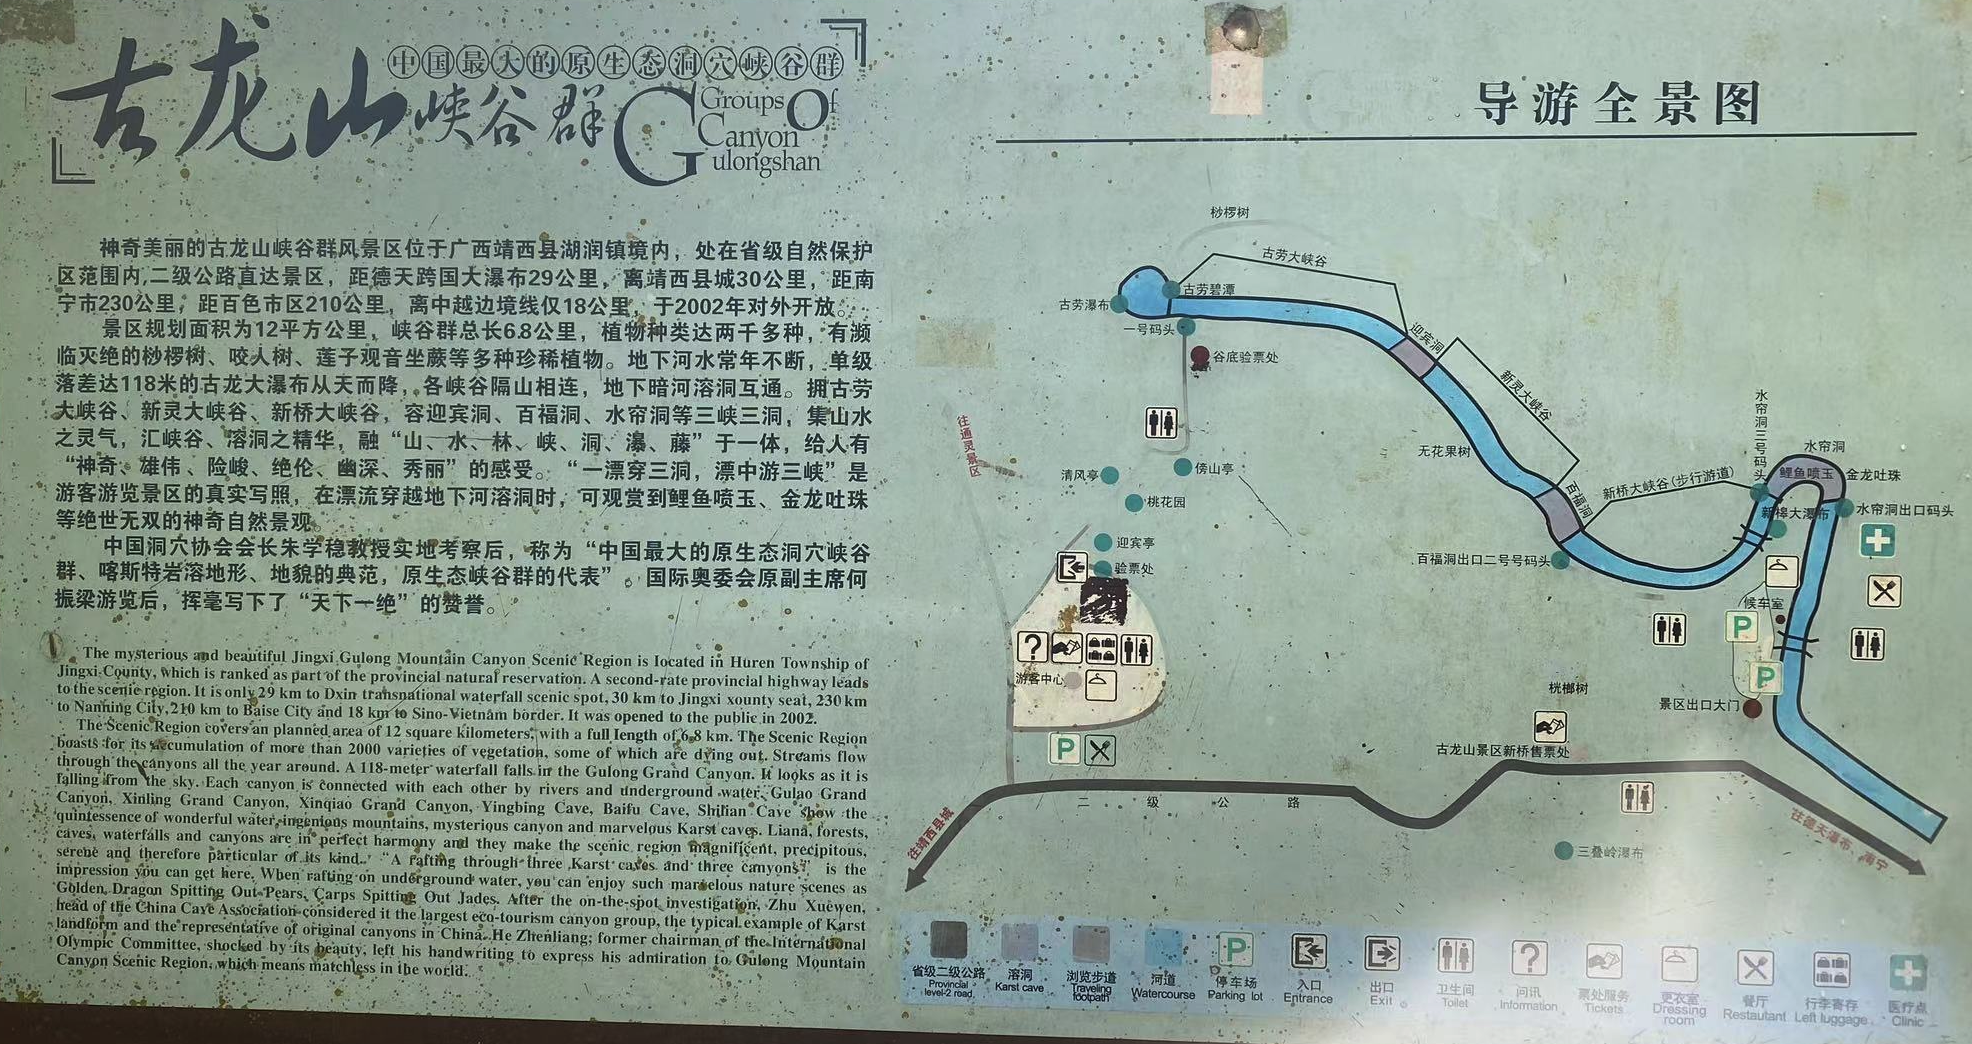 中国最大的原生态洞穴峡谷群
古龙山峡谷群
Groups Of
Canyon
Gulongshan
导游全景图
神奇美丽的古龙山峡谷群风景区位于广西靖西县湖润镇境内，处在省级自然保护
区范围内,二级公路直达景区，距德天跨国大瀑布29公里，离靖西县城30公里，距南
宁市230公里，距百色市区210公里，离中越边境线仅18公里，于2002年对外开放。
景区规划面积为12平方公里，峡谷群总长6.8公里，植物种类达两千多种，有濒
临灭绝的桫椤树、咬人树、莲子观音坐蕨等多种珍稀植物。地下河水常年不断，单级
落差达118米的古龙大瀑布从天而降，各峡谷隔山相连，地下暗河溶洞互通。拥古劳
大峡谷、新灵大峡谷、新桥大峡谷，容迎宾洞、百福洞、水帘洞等三峡三洞，集山水
之灵气，汇峡谷、溶洞之精华，融“山、水、林、峡、洞、瀑、藤”于一体，给人有
“神奇、雄伟、险峻、绝伦、幽深、秀丽”的感受。“一漂穿三洞，漂中游三峡”是
游客游览景区的真实写照，在漂流穿越地下河溶洞时，可观赏到鲤鱼喷玉、金龙吐珠
等绝世无双的神奇自然景观。
中国洞穴协会会长朱学稳教授实地考察后，称为“中国最大的原生态洞穴峡谷
群、喀斯特岩溶地形、地貌的典范，原生态峡谷群的代表”。国际奥委会原副主席何
振梁游览后，挥毫写下了“天下一绝”的赞誉。
The mysterious and beautiful Jingxi Gulong Mountain Canyon Scenic Region is located in Huren Township of
Jingxi County, which is ranked as part of the provincial natural reservation. A second-rate provincial highway leads
to the scenic region. It is only 29 km to Dxin transnational waterfall scenic spot, 30 km to Jingxi xounty seat, 230 km
to Nanning City,210 km to Baise City and 18 km to Sino-Vietnam border. It was opened to the public in 2002.
The Scenic Region covers an planned area of 12 square kilometers, with a full length of 6.8 km. The Scenic Region
boasts for its accumulation of more than 2000 varieties of vegetation, some of which are dying out. Streams flow
through the canyons all the year around. A 118-meter waterfall falls in the Gulong Grand Canyon. It looks as it is
falling from the sky. Each canyon is connected with each other by rivers and underground water. Gulao Grand
Canyon, Xinling Grand Canyon, Xinqiao Grand Canyon, Yingbing Cave, Baifu Cave, Shilian Cave show the
quintessence of wonderful water, ingenious mountains, mysterious canyon and marvelous Karst caves. Liana, forests,
caves, waterfalls and canyons are in perfect harmony and they make the scenic region magnificent, precipitous,
serene and therefore particular of its kind. "A rafting through three Karst caves and three canyons" is the
impression you can get here. When rafting on underground water, you can enjoy such marvelous nature scenes as
Golden Dragon Spitting Out Pears, Carps Spitting Out Jades. After the on-the-spot investigation, Zhu Xuewen,
head of the China Cave Association considered it the largest eco-tourism canyon group, the typical example of Karst
landform and the representative of original canyons in China. He Zhenliang; former chairman of the International
Olympic Committee, shocked by its beauty, left his handwriting to express his admiration to Gulong Mountain
Canyon Scenic Region, which means matchless in the world.
桫椤树
古劳大峡谷
古劳碧潭
古劳瀑布
一号码头
迎宾洞
谷底验票处
新灵大峡谷
水帘洞三号码头
往通灵景区
无花果树
水帘洞
清风亭
傍山亭
鲤鱼喷玉
金龙吐珠
新桥大峡谷(步行游道)
百福洞
桃花园
新桥大瀑布
水帘洞出口码头
迎宾亭
验票处
百福洞出口二号号码头
候车室
P
?
游客中心
桄榔树
P
景区出口大门
P
古龙山景区新桥售票处
二级公路
往靖西县城
往德天瀑布、南宁
三叠岭瀑布
P
?
省级二级公路
Provincial
level-2 road
溶洞
Karst cave
浏览步道
Traveling
footpath
河道
Watercourse
停车场
Parking lot
入口
Entrance
出口
Exit
卫生间
Toilet
问讯
Information
票处服务
Tickets
更衣室
Dressing
room
餐厅
Restautant
行李寄存
Left luggage
医疗点
Clinic